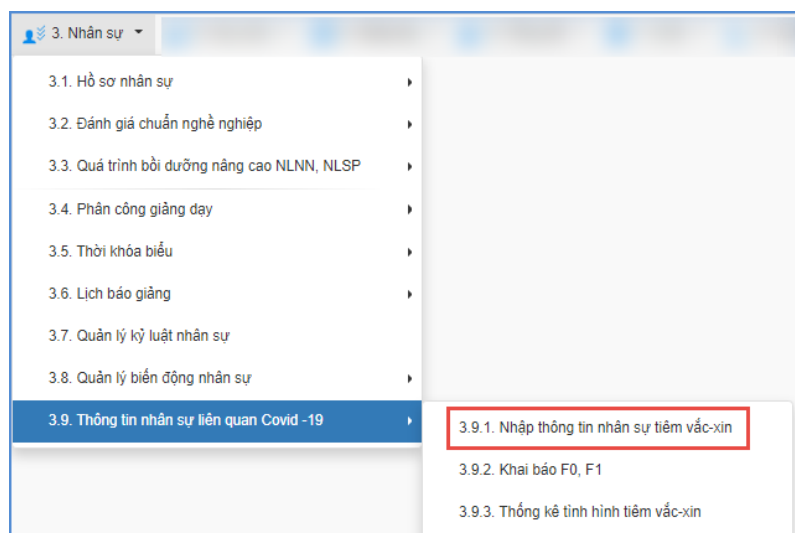 3. Nhân sự
3.1. Hồ sơ nhân sự
3.2. Đánh giá chuẩn nghề nghiệp
3.3. Quá trình bồi dưỡng nâng cao NLNN, NLSP
3.4. Phân công giảng dạy
3.5. Thời khóa biểu
3.6. Lịch báo giảng
3.7. Quản lý kỷ luật nhân sự
3.8. Quản lý biến động nhân sự
3.9. Thông tin nhân sự liên quan Covid -19
3.9.1. Nhập thông tin nhân sự tiêm vắc-xin
3.9.2. Khai báo F0, F1
3.9.3. Thống kê tình hình tiêm vắc-xin